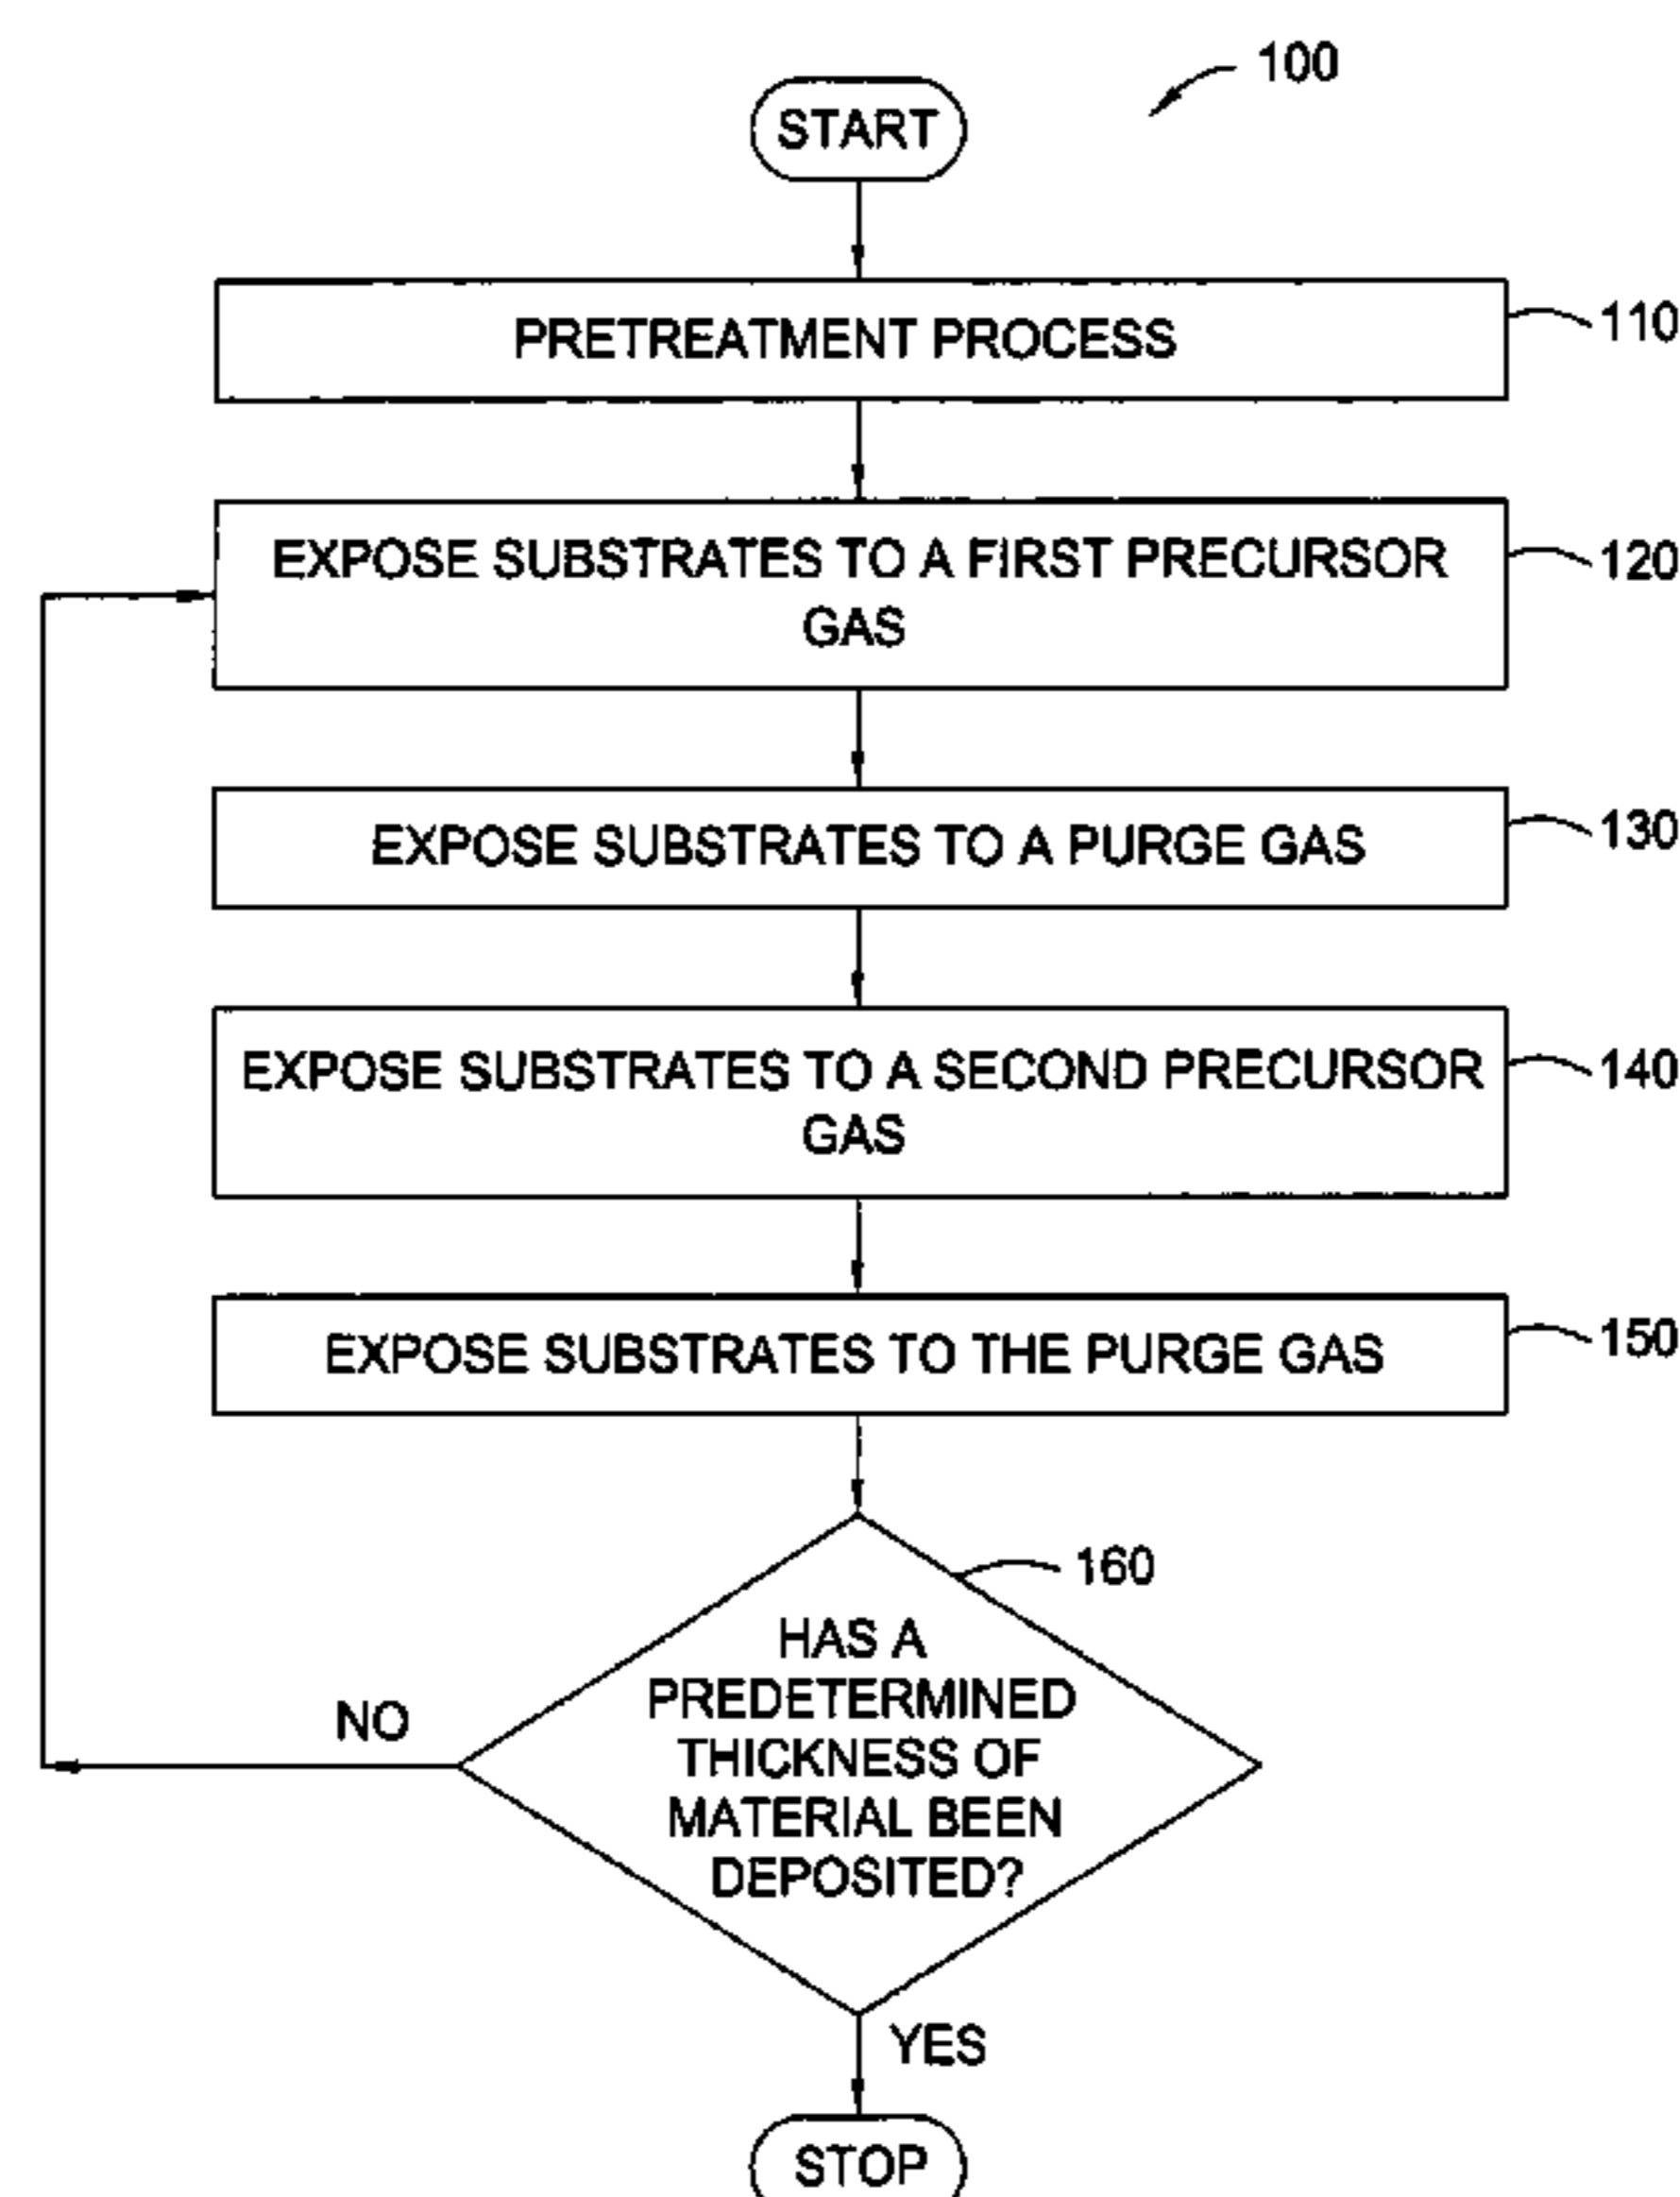 100
START
PRETREATMENT PROCESS
110
EXPOSE SUBSTRATES TO A FIRST PRECURSOR
GAS
120
EXPOSE SUBSTRATES TO A PURGE GAS
130
EXPOSE SUBSTRATES TO A SECOND PRECURSOR
GAS
140
EXPOSE SUBSTRATES TO THE PURGE GAS
150
160
HAS A
PREDETERMINED
THICKNESS OF
MATERIAL BEEN
DEPOSITED?
NO
YES
STOP